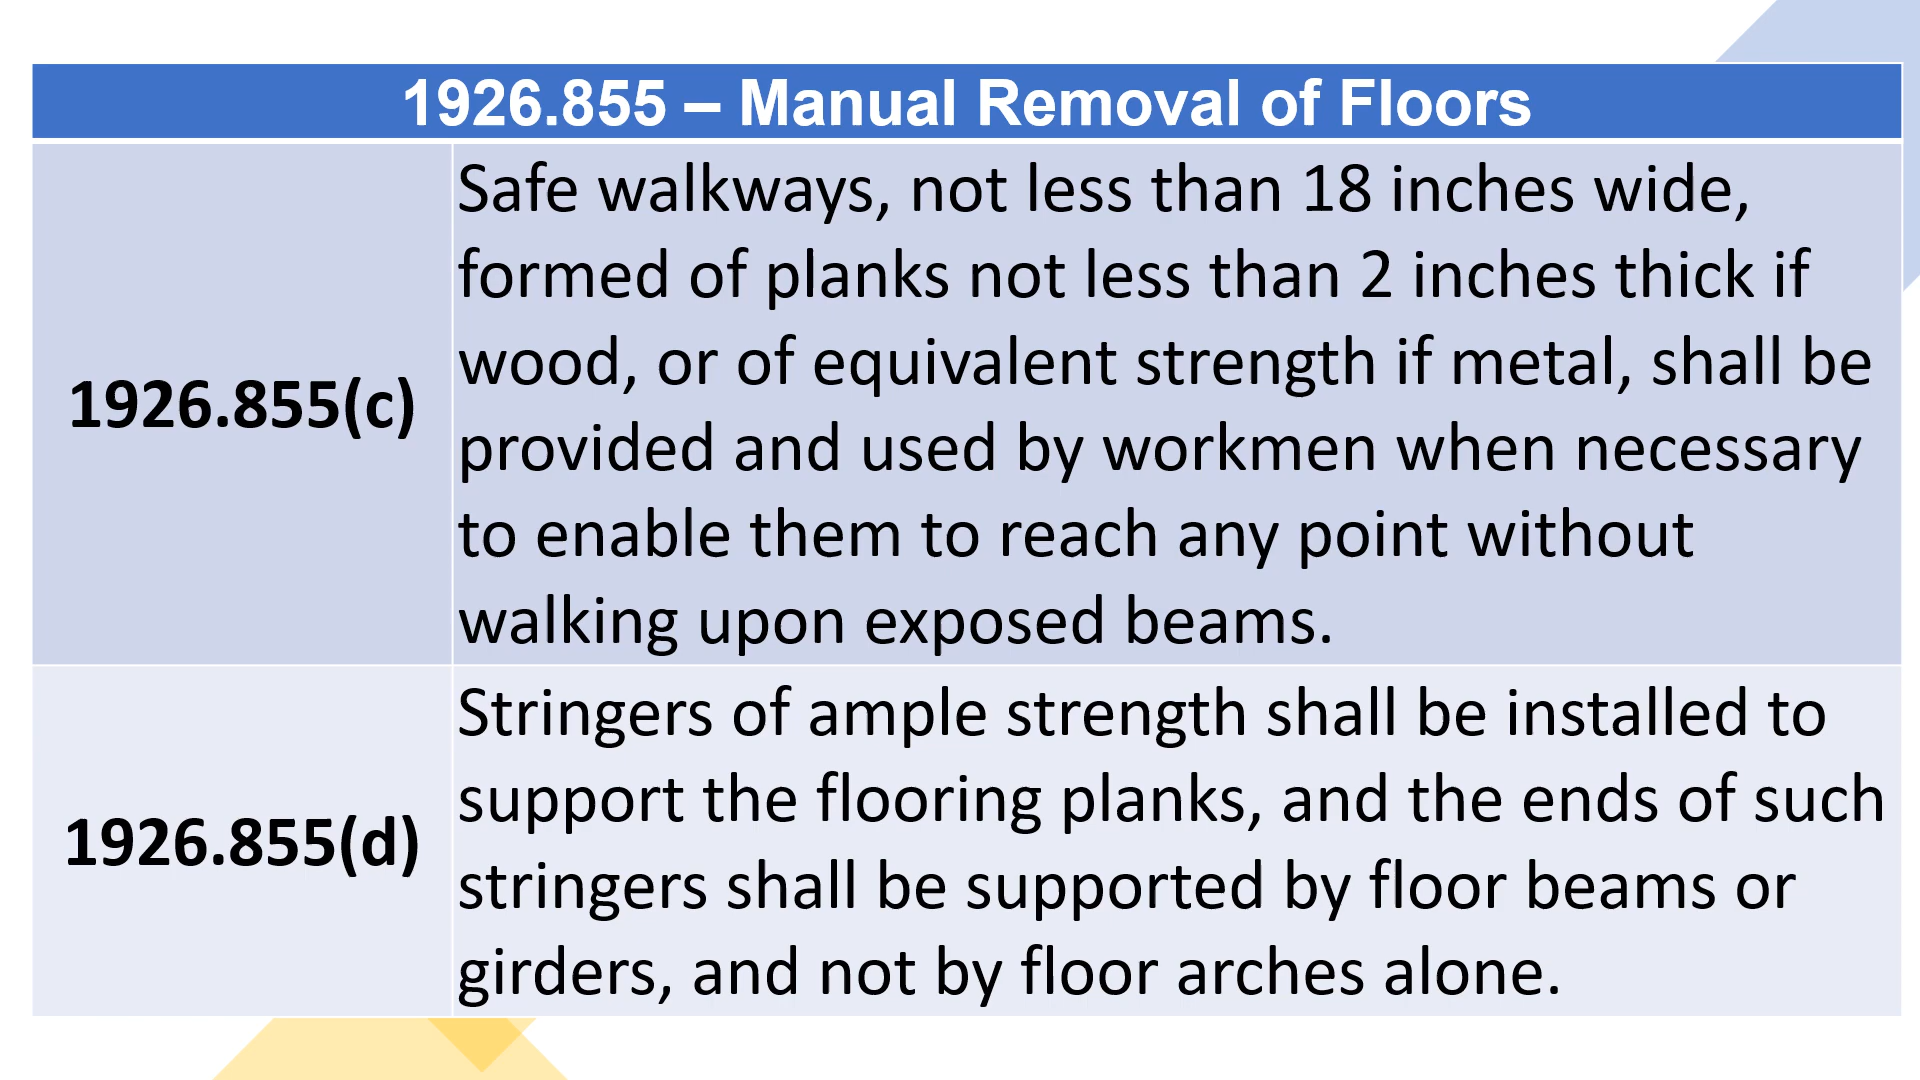 1926.855 – Manual Removal of Floors
1926.855(c)
Safe walkways, not less than 18 inches wide,
formed of planks not less than 2 inches thick if
wood, or of equivalent strength if metal, shall be
provided and used by workmen when necessary
to enable them to reach any point without
walking upon exposed beams.
1926.855(d)
Stringers of ample strength shall be installed to
support the flooring planks, and the ends of such
stringers shall be supported by floor beams or
girders, and not by floor arches alone.